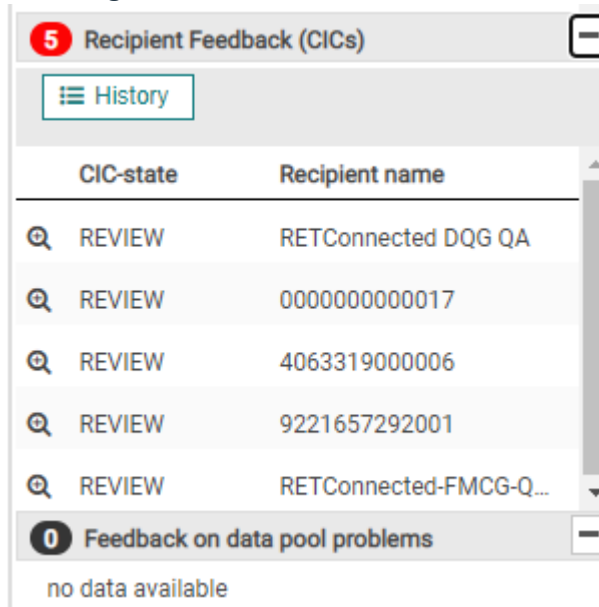 5 Recipient Feedback (CICs)
History
CIC-state Recipient name
REVIEW RETConnected DQG QA
REVIEW 0000000000017
REVIEW 4063319000006
REVIEW 9221657292001
REVIEW RETConnected-FMCG-Q...
0 Feedback on data pool problems
no data available